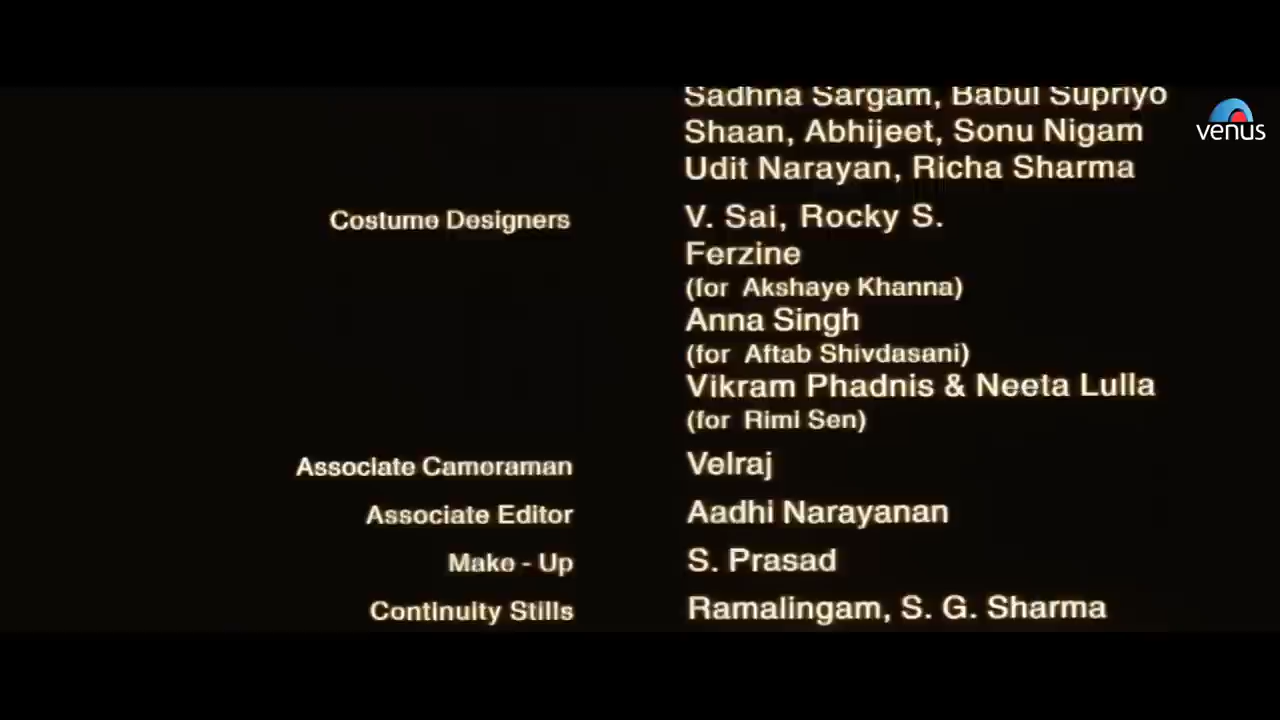 Sadhna Sargam, Babul Supriyo
Shaan, Abhijeet, Sonu Nigam
venus
Udit Narayan, Richa Sharma
Costume Designers V. Sai, Rocky S.
Ferzine
(for Akshaye Khanna)
Anna Singh
(for Aftab Shivdasani)
Vikram Phadnis & Neeta Lulla
(for Rimi Sen)
Associate Camoraman Velraj
Associate Editor Aadhi Narayanan
Make - Up S. Prasad
Continuity Stills Ramalingam, S. G. Sharma